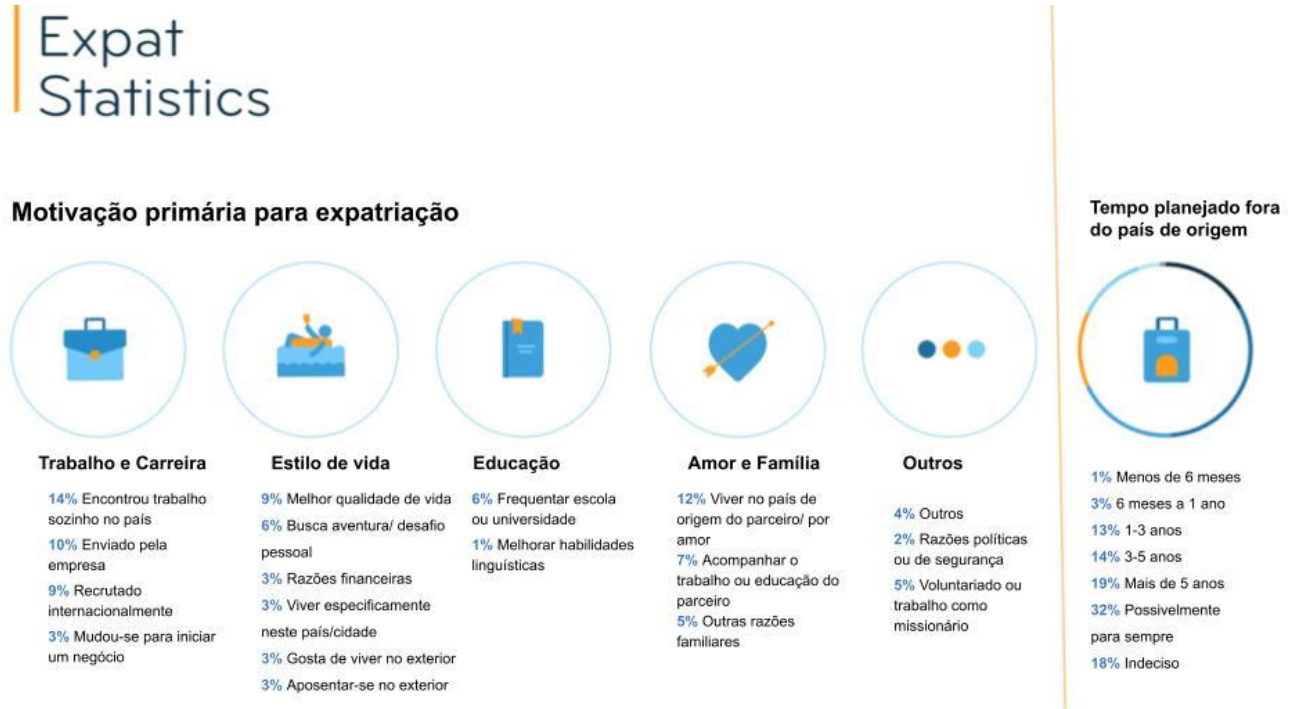 Expat
Statistics
Motivação primária para expatriação
Trabalho e Carreira
14% Encontrou trabalho
sozinho no país
10% Enviado pela
empresa
9% Recrutado
internacionalmente
3% Mudou-se para iniciar
um negócio
Estilo de vida
9% Melhor qualidade de vida
6% Busca aventura/ desafio
pessoal
3% Razões financeiras
3% Viver especificamente
neste país/cidade
3% Gosta de viver no exterior
3% Aposentar-se no exterior
Educação
6% Frequentar escola
ou universidade
1% Melhorar habilidades
linguísticas
Amor e Família
12% Viver no país de
origem do parceiro/ por
amor
7% Acompanhar o
trabalho ou educação do
parceiro
5% Outras razões
familiares
Outros
4% Outros
2% Razões políticas
ou de segurança
5% Voluntariado ou
trabalho como
missionário
Tempo planejado fora
do país de origem
1% Menos de 6 meses
3% 6 meses a 1 ano
13% 1-3 anos
14% 3-5 anos
19% Mais de 5 anos
32% Possivelmente
para sempre
18% Indeciso